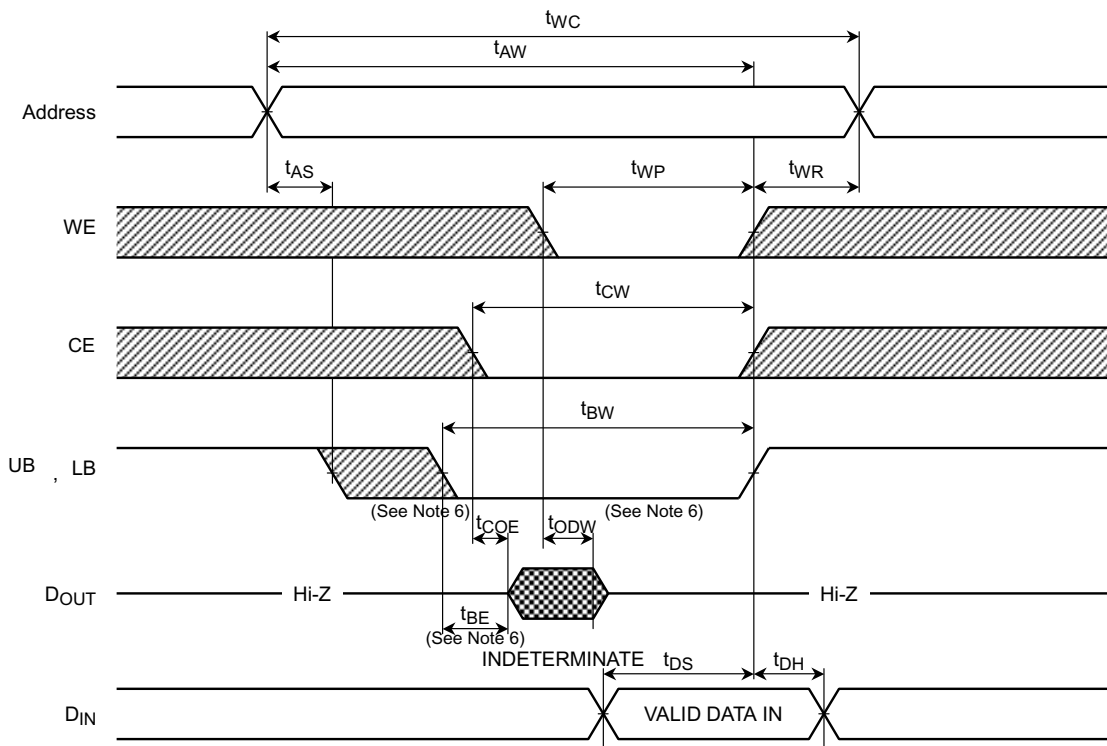 tWC
tAW
Address
tAS
tWP
tWR
WE
tCW
CE
tBW
UB , LB
(See Note 6)
(See Note 6)
tCOE
tODW
DOUT
Hi-Z
Hi-Z
tBE
(See Note 6)
INDETERMINATE
tDS
tDH
DIN
VALID DATA IN